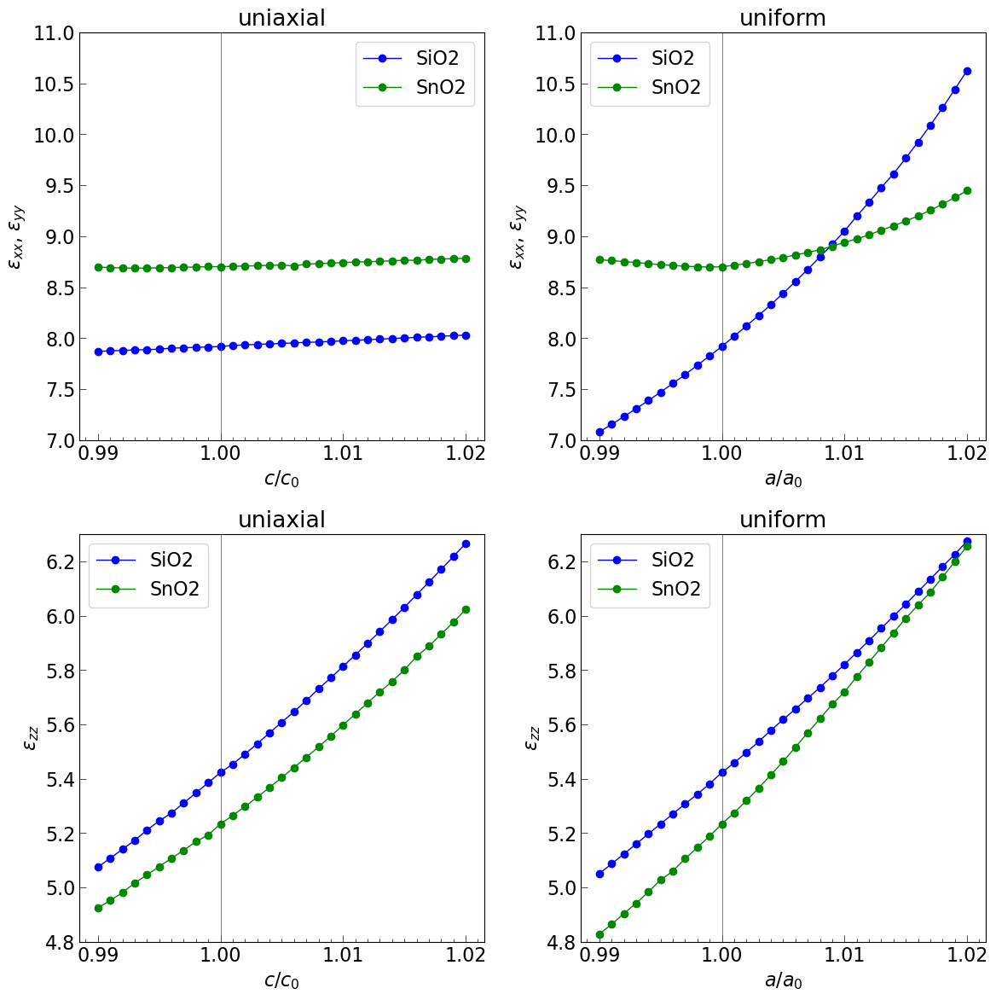 uniaxial
11.0
10.5
10.0
9.5
9.0
8.5
8.0
7.5
7.0
εxx, εyy
SiO2
SnO2
0.99 1.00 1.01 1.02
c/c0
uniform
11.0
10.5
10.0
9.5
9.0
8.5
8.0
7.5
7.0
εxx, εyy
SiO2
SnO2
0.99 1.00 1.01 1.02
a/a0
uniaxial
6.2
6.0
5.8
5.6
5.4
5.2
5.0
4.8
εzz
SiO2
SnO2
0.99 1.00 1.01 1.02
c/c0
uniform
6.2
6.0
5.8
5.6
5.4
5.2
5.0
4.8
εzz
SiO2
SnO2
0.99 1.00 1.01 1.02
a/a0